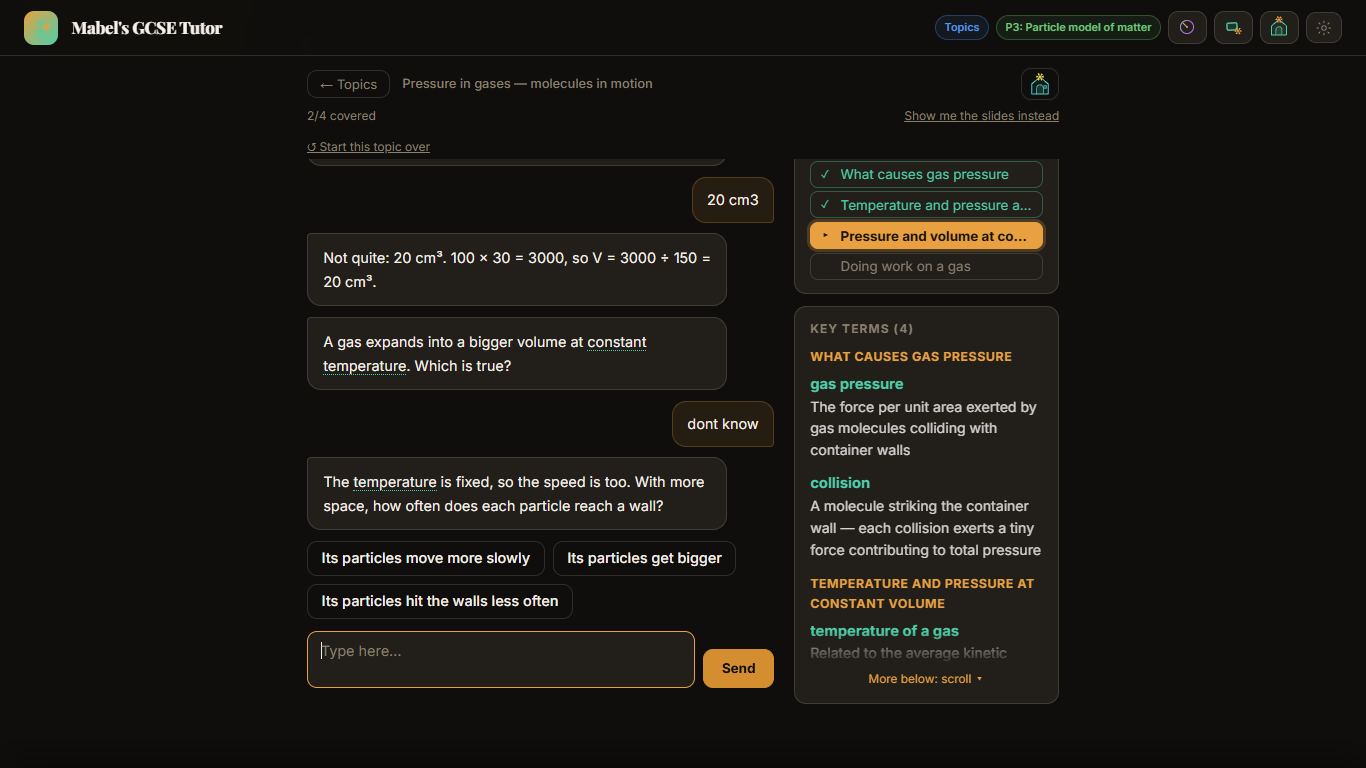 Mabel's GCSE Tutor
Topics
P3: Particle model of matter
← Topics
Pressure in gases — molecules in motion
2/4 covered
Show me the slides instead
↺ Start this topic over
20 cm3
Not quite: 20 cm³. 100 × 30 = 3000, so V = 3000 ÷ 150 =
20 cm³.
A gas expands into a bigger volume at constant
temperature. Which is true?
dont know
The temperature is fixed, so the speed is too. With more
space, how often does each particle reach a wall?
Its particles move more slowly
Its particles get bigger
Its particles hit the walls less often
Type here...
Send
✓ What causes gas pressure
✓ Temperature and pressure a...
‣ Pressure and volume at co...
Doing work on a gas
KEY TERMS (4)
WHAT CAUSES GAS PRESSURE
gas pressure
The force per unit area exerted by
gas molecules colliding with
container walls
collision
A molecule striking the container
wall — each collision exerts a tiny
force contributing to total pressure
TEMPERATURE AND PRESSURE AT
CONSTANT VOLUME
temperature of a gas
Related to the average kinetic
More below: scroll ▾